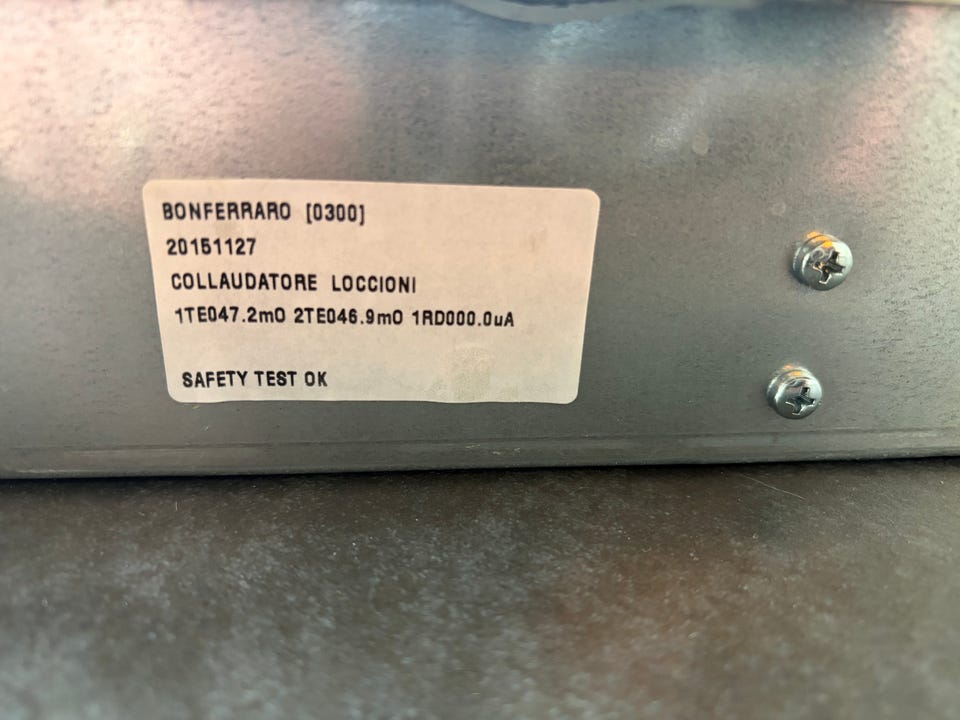 BONFERRARO [0300]
20151127
COLLAUDATORE LOCCIONI
1TE047.2mO 2TE046.9mO 1RD000.0uA
SAFETY TEST OK